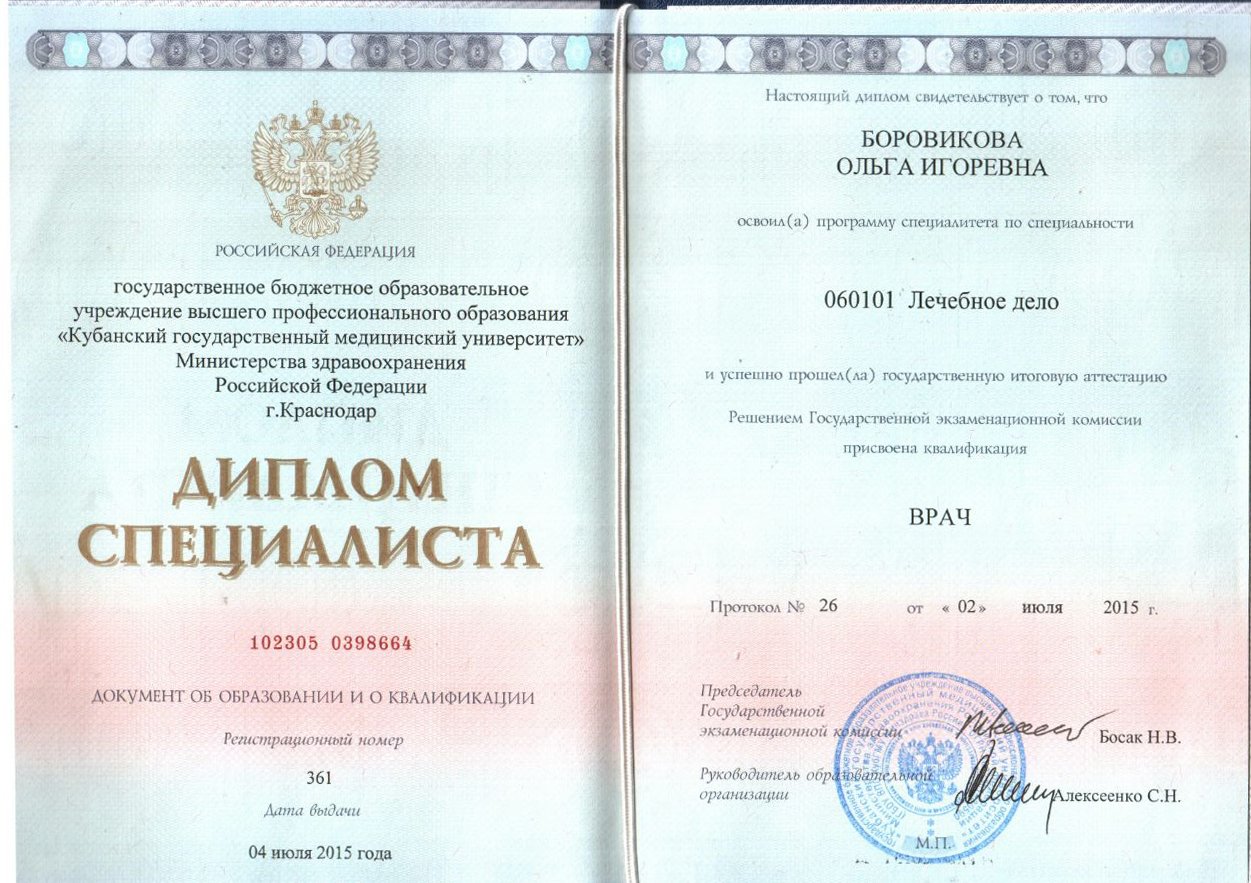 РОССИЙСКАЯ ФЕДЕРАЦИЯ
государственное бюджетное образовательное
учреждение высшего профессионального образования
«Кубанский государственный медицинский университет»
Министерства здравоохранения
Российской Федерации
г.Краснодар
ДИПЛОМ
СПЕЦИАЛИСТА
102305 0398664
ДОКУМЕНТ ОБ ОБРАЗОВАНИИ И О КВАЛИФИКАЦИИ
Регистрационный номер
361
Дата выдачи
04 июля 2015 года
Настоящий диплом свидетельствует о том, что
БОРОВИКОВА
ОЛЬГА ИГОРЕВНА
освоил(а) программу специалитета по специальности
060101 Лечебное дело
и успешно прошел(ла) государственную итоговую аттестацию
Решением Государственной экзаменационной комиссии
присвоена квалификация
ВРАЧ
Протокол № 26 от « 02 » июля 2015 г.
Председатель
Государственной
экзаменационной комиссии
Босак Н.В.
Руководитель образовательной
организации
Алексеенко С.Н.
М.П.